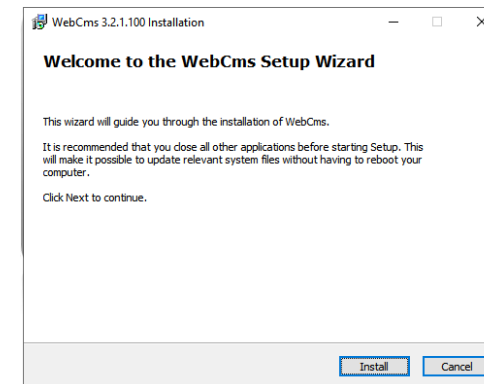 WebCms 3.2.1.100 Installation
Welcome to the WebCms Setup Wizard
This wizard will guide you through the installation of WebCms.
It is recommended that you close all other applications before starting Setup. This
will make it possible to update relevant system files without having to reboot your
computer.
Click Next to continue.
Install
Cancel